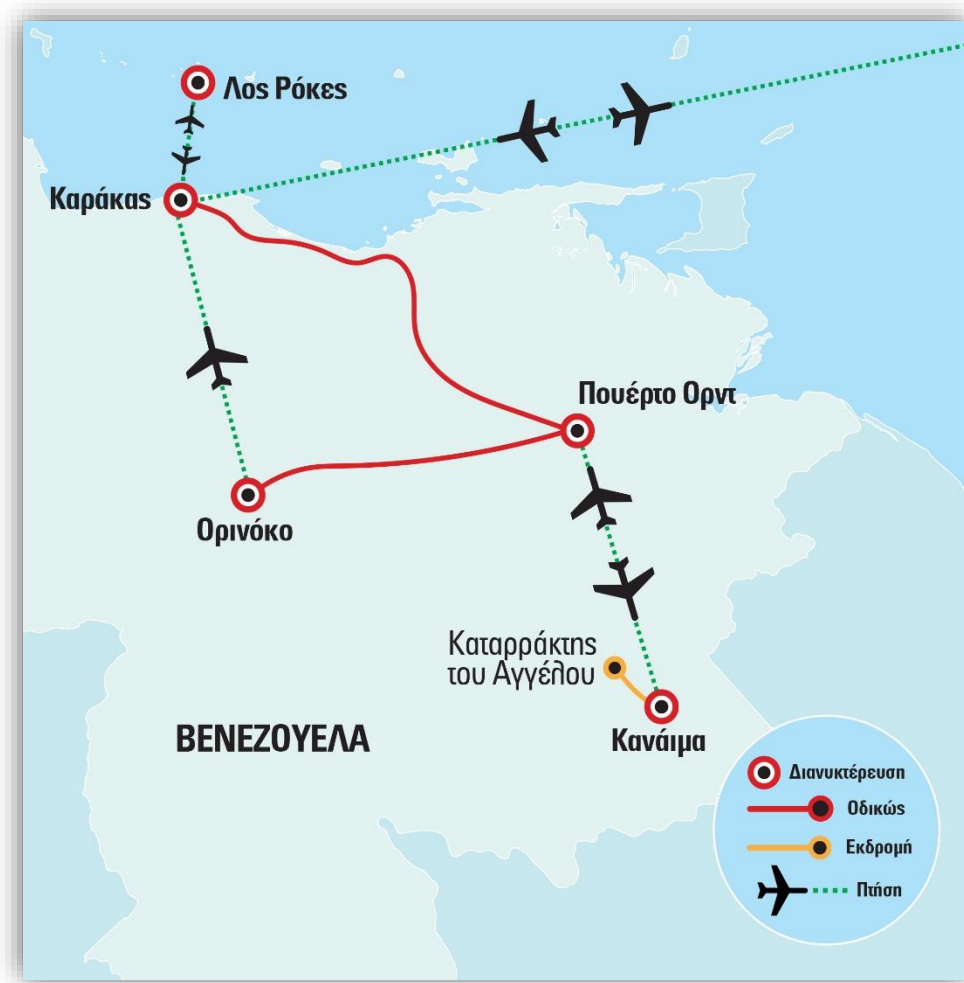 Λος Ρόκες
Καράκας
Πουέρτο Ορντ
Ορινόκο
Καταρράκτης
του Αγγέλου
Κανάιμα
ΒΕΝΕΖΟΥΕΛΑ
Διανυκτέρευση
Οδικώς
Εκδρομή
Πτήση